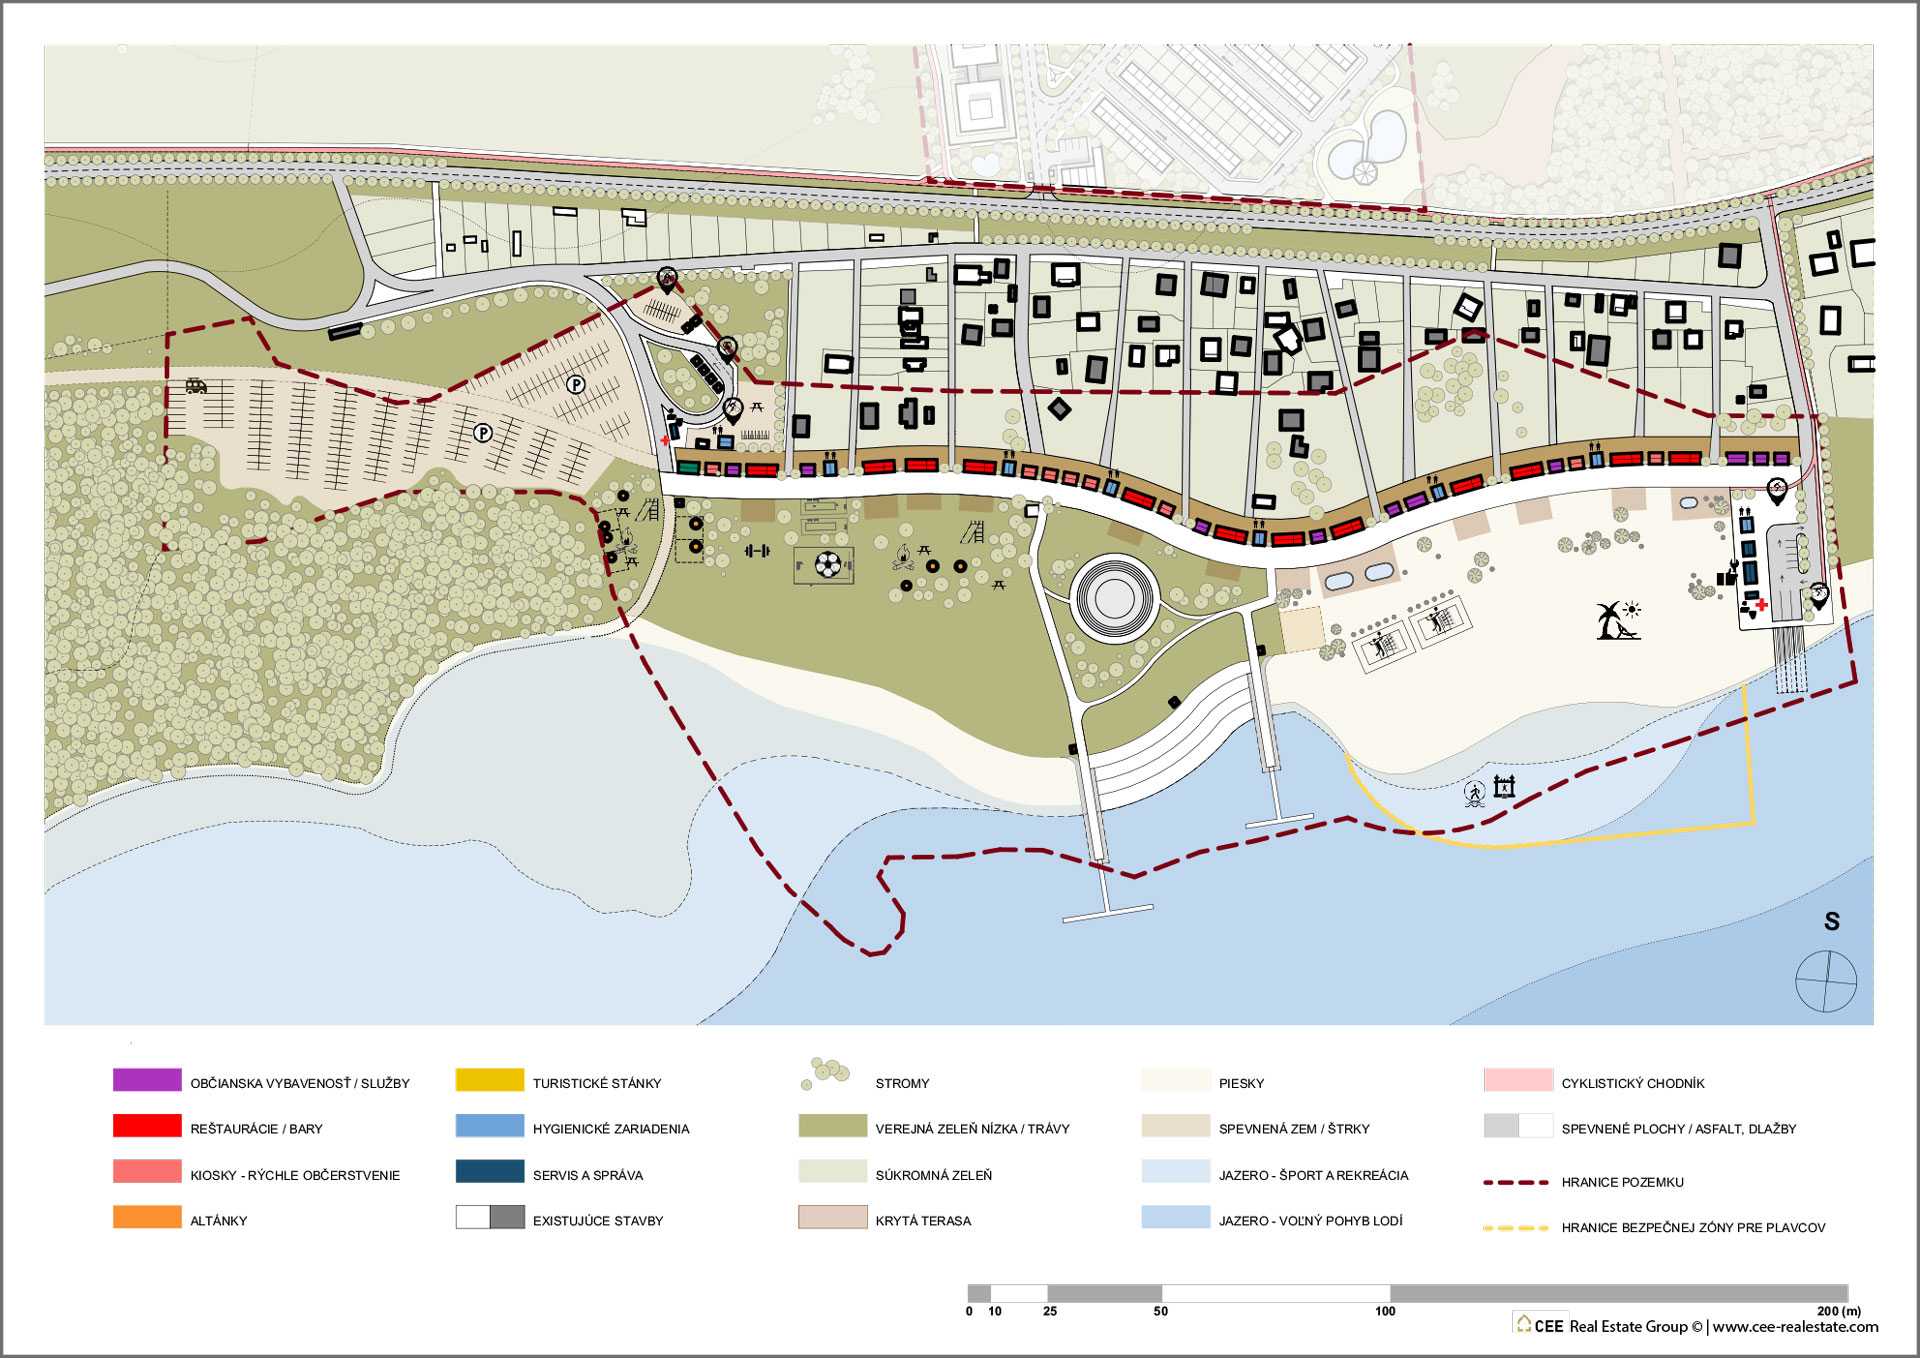 P
P
S
OBČIANSKA VYBAVENOSŤ / SLUŽBY
REŠTAURÁCIE / BARY
KIOSKY - RÝCHLE OBČERSTVENIE
ALTÁNKY
TURISTICKÉ STÁNKY
HYGIENICKÉ ZARIADENIA
SERVIS A SPRÁVA
EXISTUJÚCE STAVBY
STROMY
VEREJNÁ ZELEŇ NÍZKA / TRÁVY
SÚKROMNÁ ZELEŇ
KRYTÁ TERASA
PIESKY
SPEVNENÁ ZEM / ŠTRKY
JAZERO - ŠPORT A REKREÁCIA
JAZERO - VOĽNÝ POHYB LODÍ
CYKLISTICKÝ CHODNÍK
SPEVNENÉ PLOCHY / ASFALT, DLAŽBY
HRANICE POZEMKU
HRANICE BEZPEČNEJ ZÓNY PRE PLAVCOV
0 10 25 50 100 200 (m)
CEE Real Estate Group © | www.cee-realestate.com